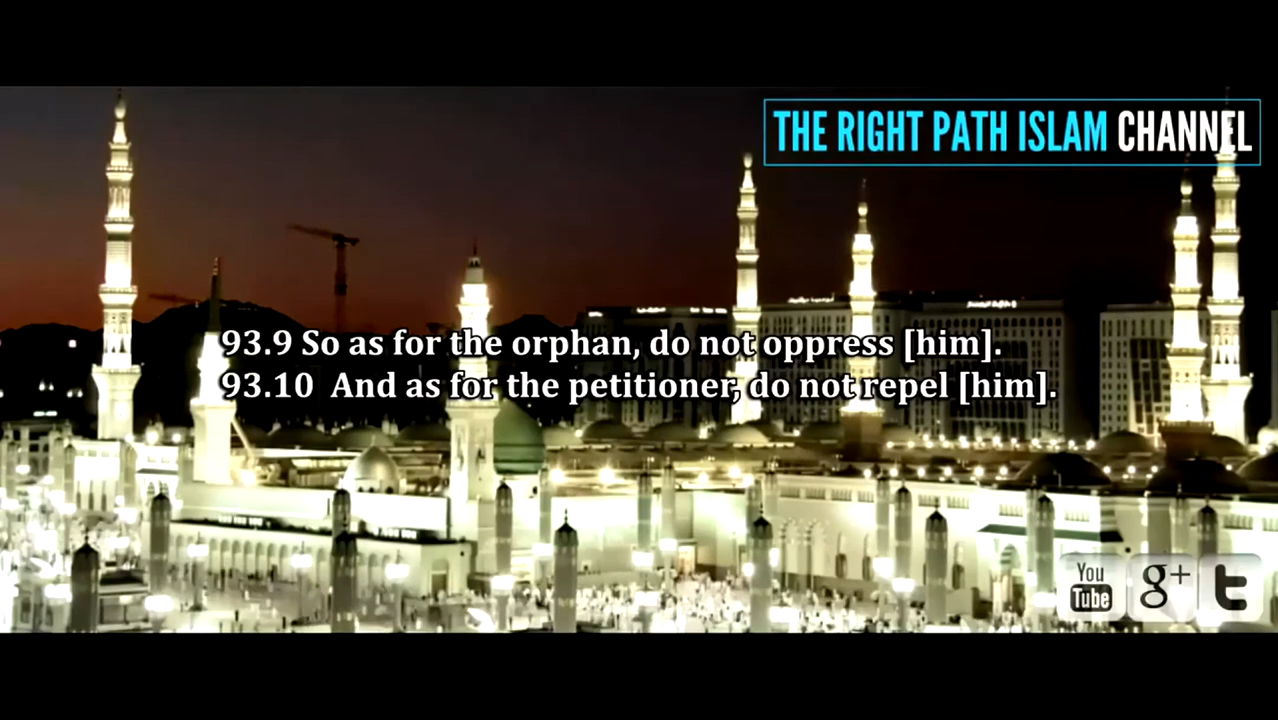 THE RIGHT PATH ISLAM CHANNEL
93.9 So as for the orphan, do not oppress [him].
93.10 And as for the petitioner, do not repel [him].
You
Tube
g+
t